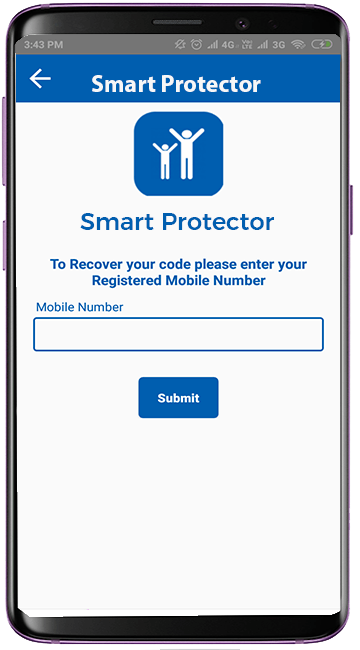 3:43 PM 4G VoLTE 3G
Smart Protector
Smart Protector
To Recover your code please enter your
Registered Mobile Number
Mobile Number
Submit